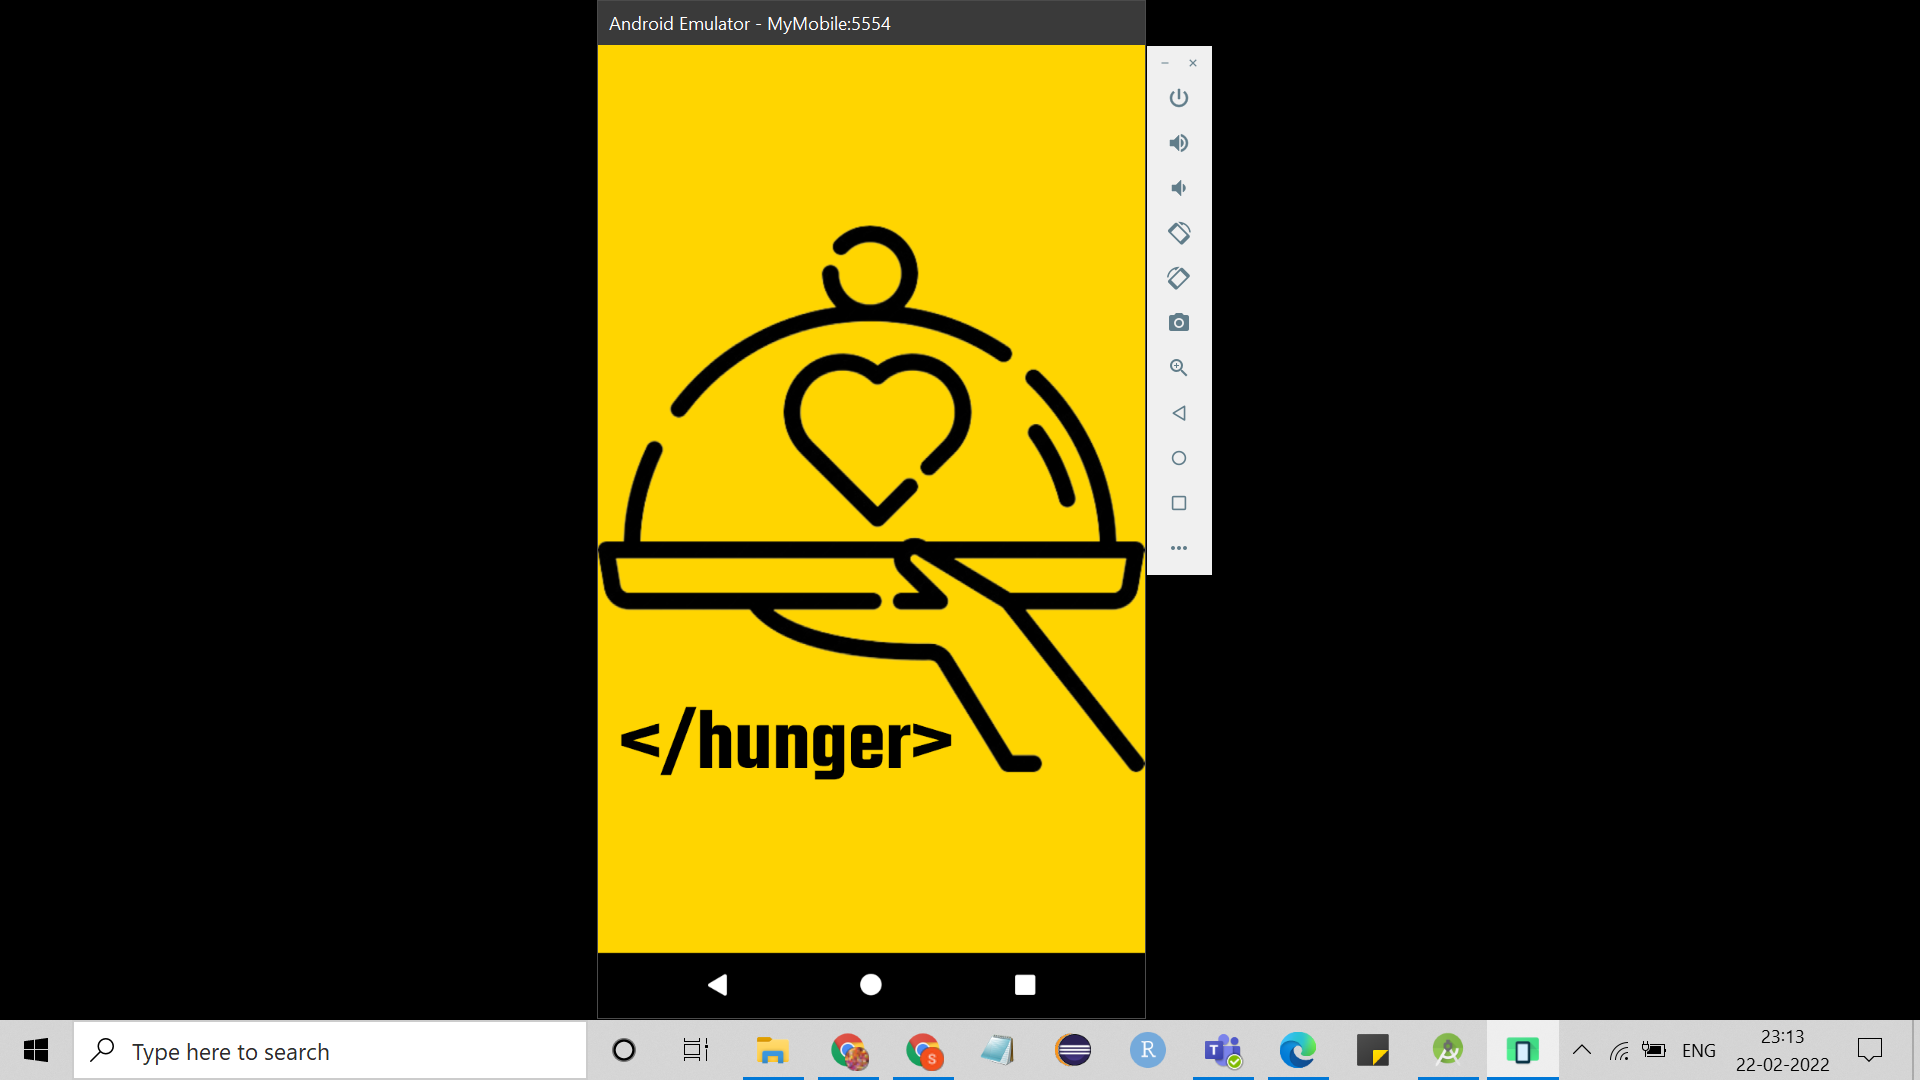 Android Emulator - MyMobile:5554
</hunger>
Type here to search
S
R
T
ENG
23:13
22-02-2022